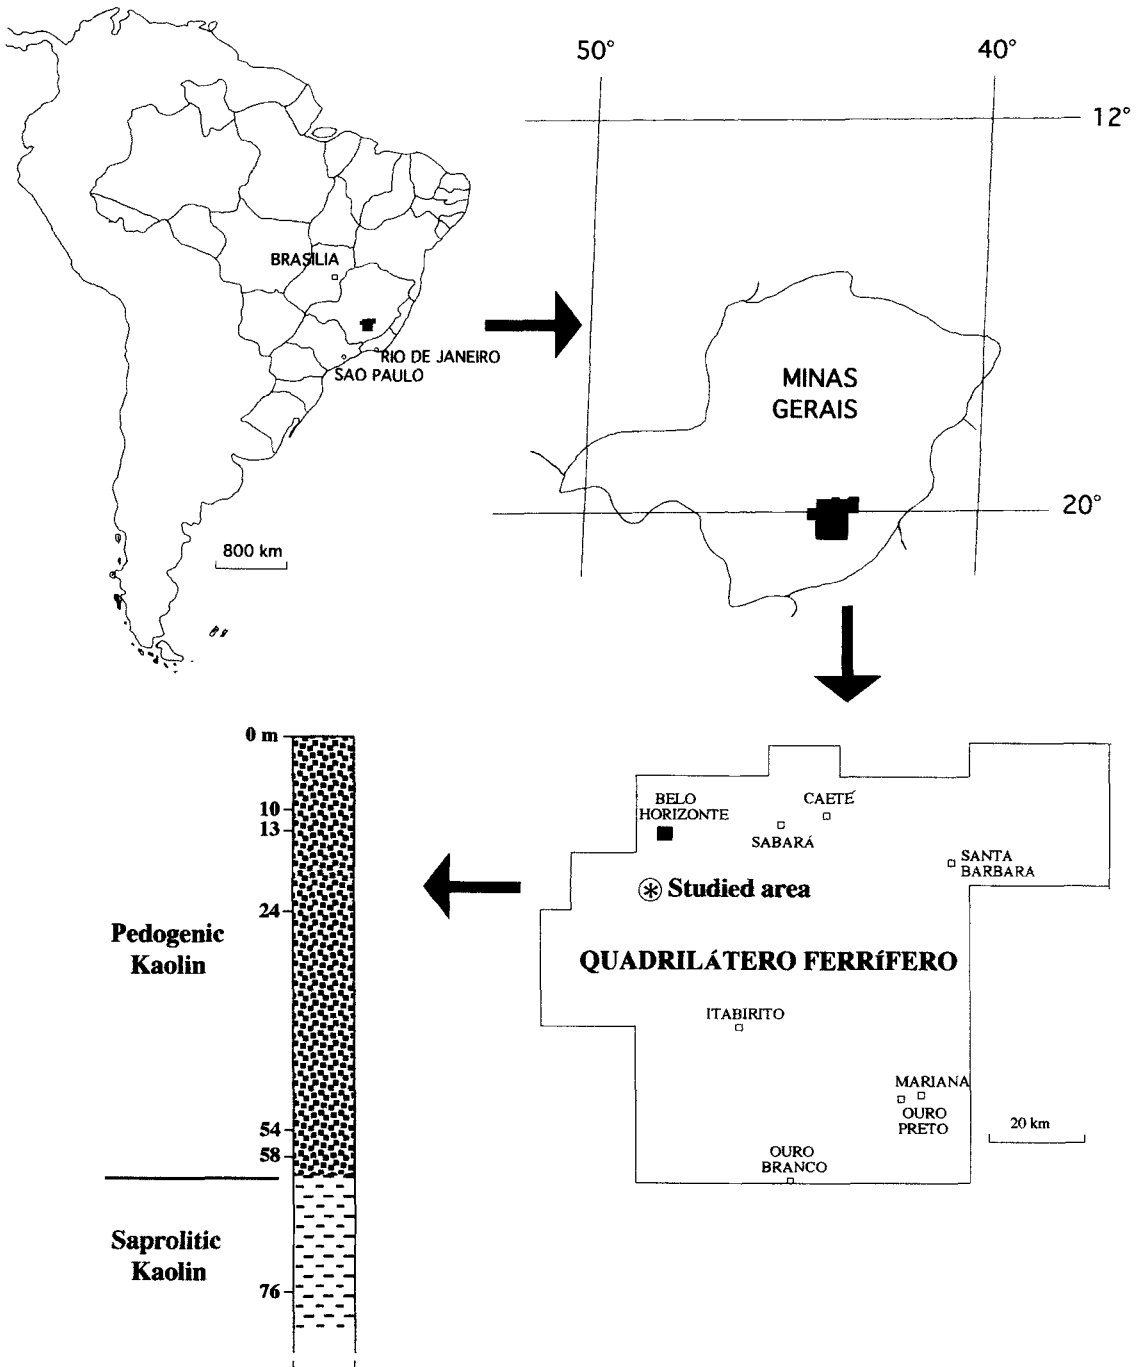 BRASÍLIA
RIO DE JANEIRO
SAO PAULO
800 km
50°
40°
12°
MINAS
GERAIS
20°
0 m
10
13
24
Pedogenic
Kaolin
54
58
Saprolitic
Kaolin
76
BELO
HORIZONTE
CAETÉ
SABARÁ
SANTA
BARBARA
Studied area
QUADRILÁTERO FERRÍFERO
ITABIRITO
MARIANA
OURO
PRETO
20 km
OURO
BRANCO